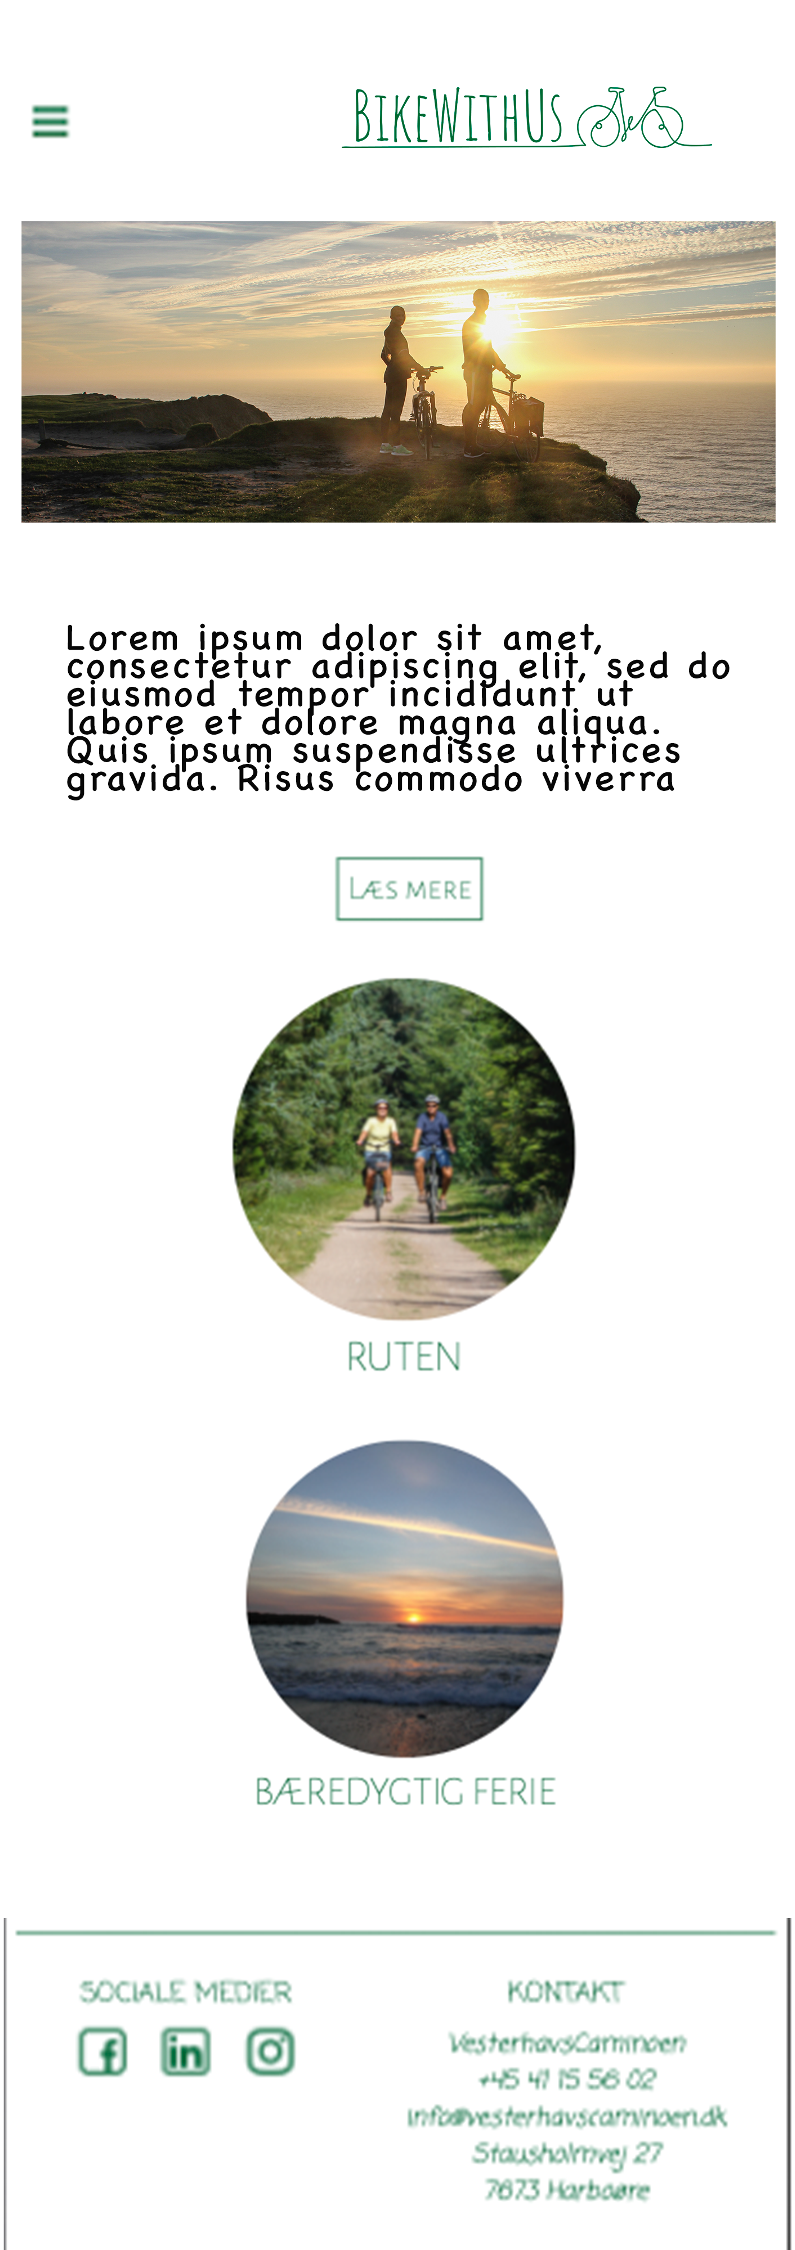 BIKEWITHUS
Lorem ipsum dolor sit amet,
consectetur adipiscing elit, sed do
eiusmod tempor incididunt ut
labore et dolore magna aliqua.
Quis ipsum suspendisse ultrices
gravida. Risus commodo viverra
LÆS MERE
RUTEN
BÆREDYGTIG FERIE
SOCIALE MEDIER
KONTAKT
VesterhavsCaminoen
+45 41 15 56 02
info@vesterhavscaminoen.dk
Stausholmvej 27
7673 Harboøre